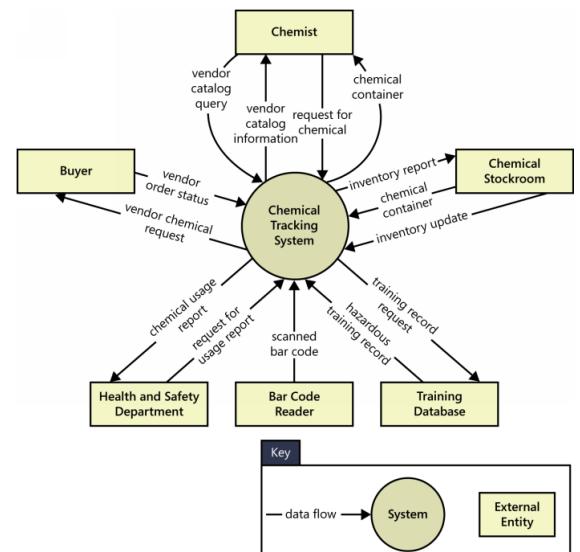 Chemist
vendor
catalog
query
vendor
catalog
information
request for
chemical
chemical
container
Buyer
vendor
order status
vendor chemical
request
Chemical
Tracking
System
inventory report
chemical
container
inventory update
Chemical
Stockroom
chemical usage
report
request for
usage report
scanned
bar code
hazardous
training record
training record
request
Health and Safety
Department
Bar Code
Reader
Training
Database
Key
data flow
System
External
Entity